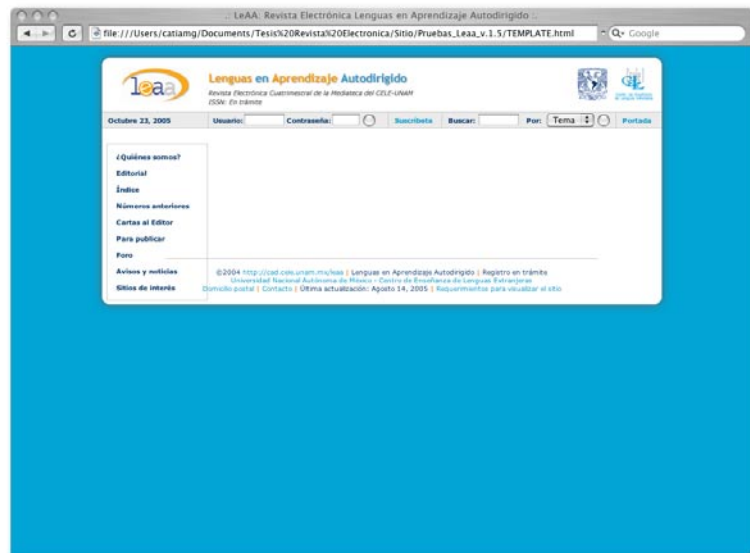 .: LeAA: Revista Electrónica Lenguas en Aprendizaje Autodirigido :.
file:///Users/catiamg/Documents/Tesis%20Revista%20Electronica/Sitio/Pruebas_Leaa_v.1.5/TEMPLATE.html
Google
leaa
Lenguas en Aprendizaje Autodirigido
Revista Electrónica Cuatrimestral de la Mediateca del CELE-UNAM
ISSN: En trámite
Octubre 23, 2005 Usuario: Contraseña: Suscríbete Buscar: Por: Tema Portada
¿Quiénes somos?
Editorial
Índice
Números anteriores
Cartas al Editor
Para publicar
Foro
Avisos y noticias
Sitios de interés
©2004 http://cad.cele.unam.mx/leaa | Lenguas en Aprendizaje Autodirigido | Registro en trámite
Universidad Nacional Autónoma de México - Centro de Enseñanza de Lenguas Extranjeras
Domicilio postal | Contacto | Última actualización: Agosto 14, 2005 | Requerimientos para visualizar el sitio